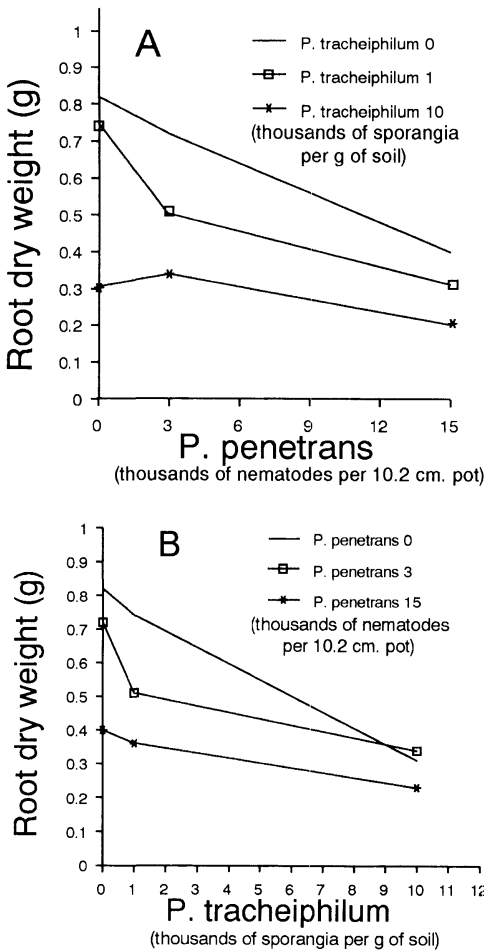 A
P. tracheiphilum 0
P. tracheiphilum 1
P. tracheiphilum 10
(thousands of sporangia
per g of soil)
Root dry weight (g)
1
0.9
0.8
0.7
0.6
0.5
0.4
0.3
0.2
0.1
0
0 3 6 9 12 15
P. penetrans
(thousands of nematodes per 10.2 cm. pot)
B
P. penetrans 0
P. penetrans 3
P. penetrans 15
(thousands of nematodes
per 10.2 cm. pot)
Root dry weight (g)
1
0.9
0.8
0.7
0.6
0.5
0.4
0.3
0.2
0.1
0
0 1 2 3 4 5 6 7 8 9 10 11 12
P. tracheiphilum
(thousands of sporangia per g of soil)